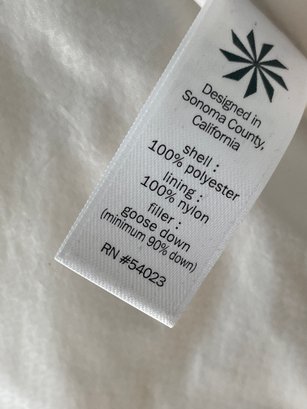 Designed in
Sonoma County,
California
shell :
100% polyester
lining :
100% nylon
filler :
goose down
(minimum 90% down)
RN #54023